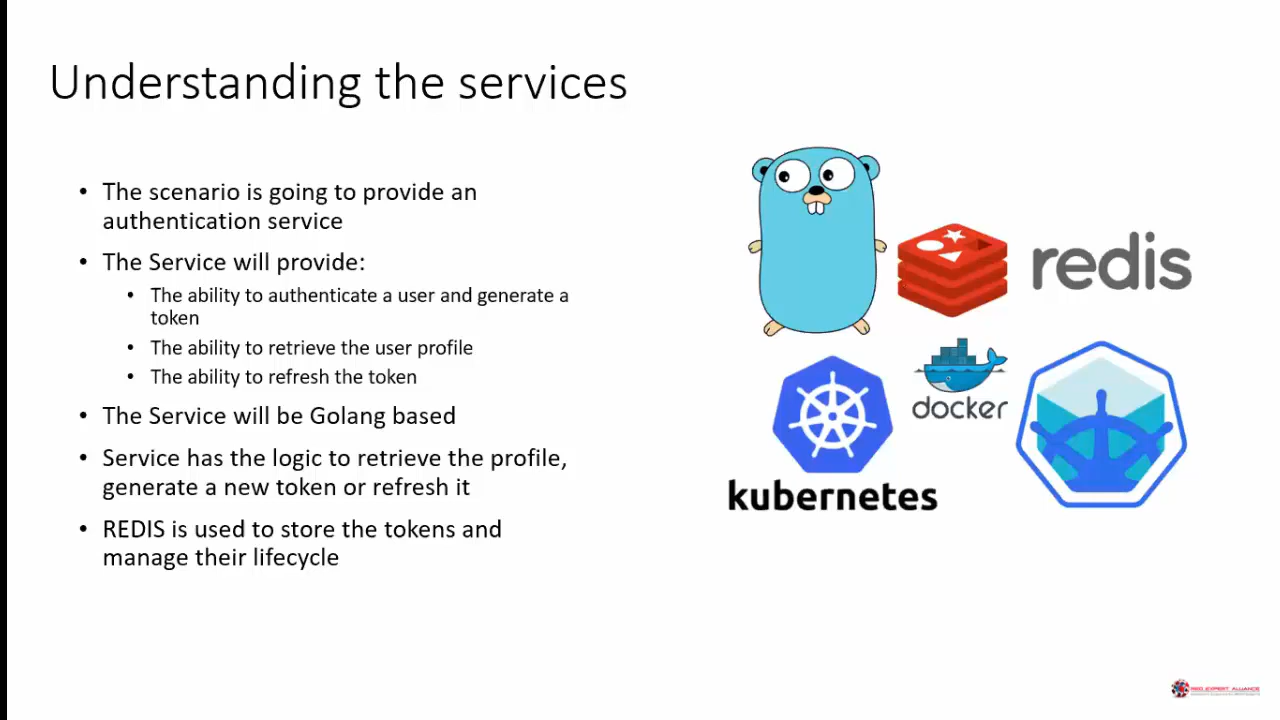 Understanding the services
• The scenario is going to provide an
authentication service
• The Service will provide:
• The ability to authenticate a user and generate a
token
• The ability to retrieve the user profile
• The ability to refresh the token
• The Service will be Golang based
• Service has the logic to retrieve the profile,
generate a new token or refresh it
• REDIS is used to store the tokens and
manage their lifecycle
redis
docker
kubernetes
RED EXPERT ALLIANCE